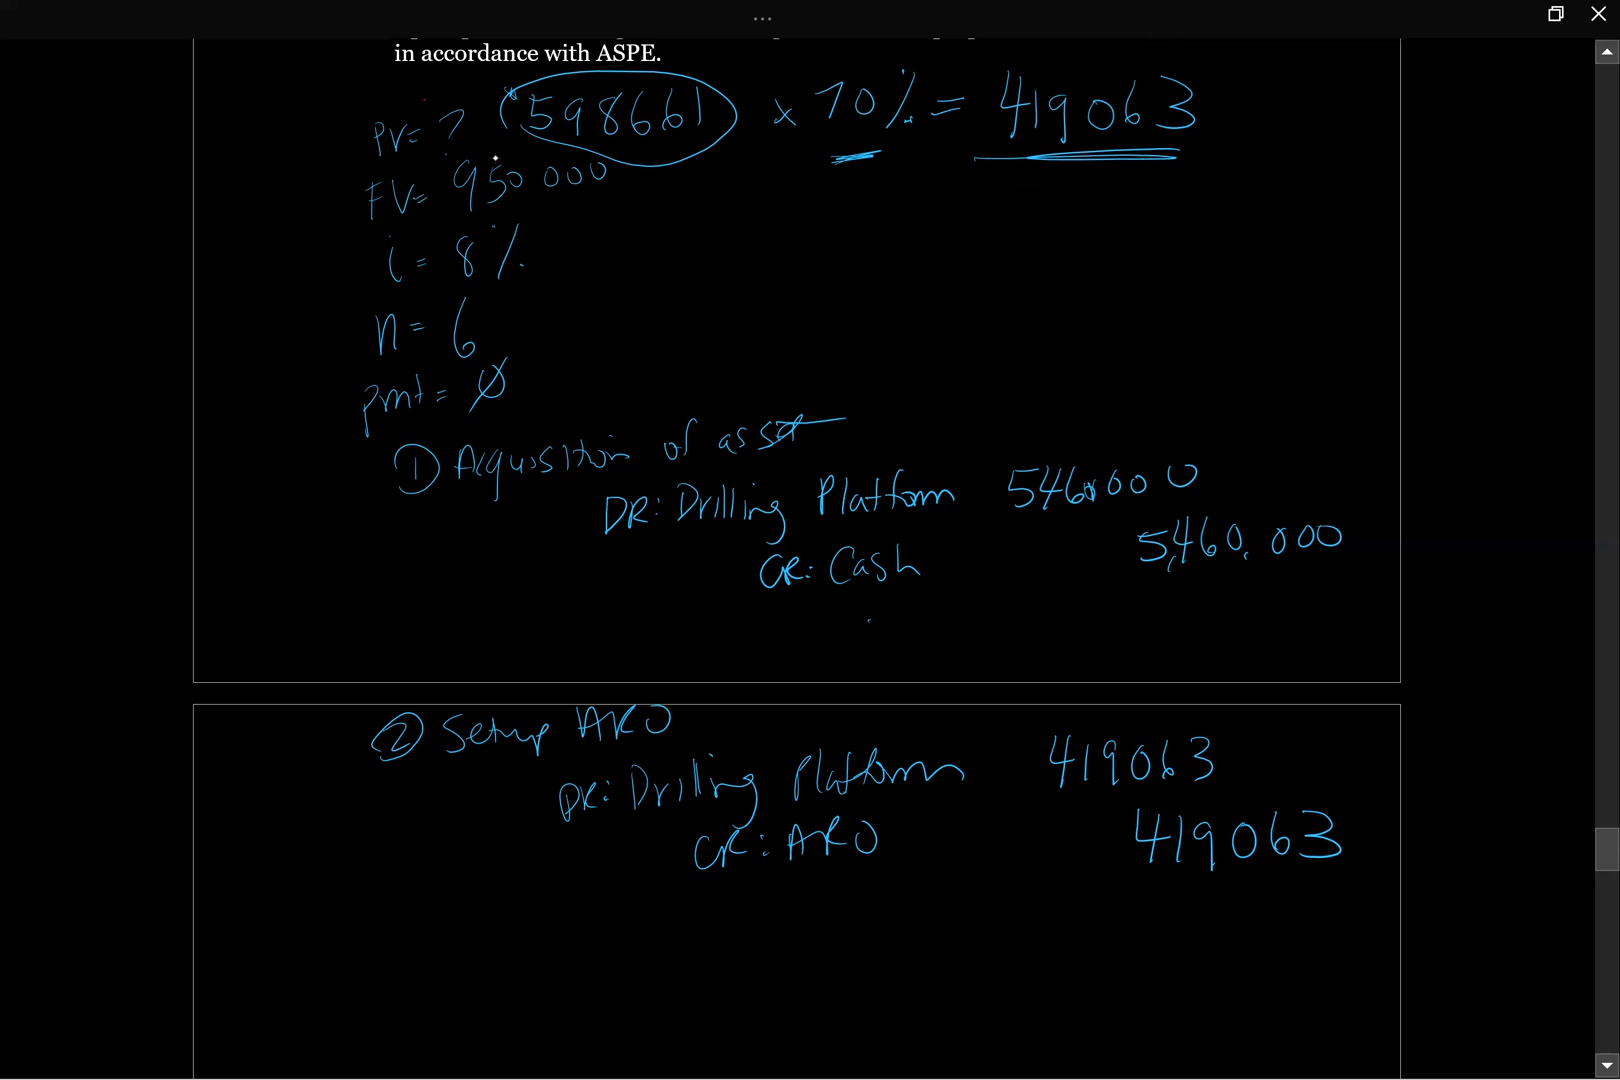 in accordance with ASPE.
PV= ? (598661) x 70% = 419063
FV= 950 000
i = 8%
n = 6
pmt = Ø
① Acquisition of asset
DR: Drilling Platform 5460000
CR: Cash 5,460,000
② Setup ARO
DR: Drilling Platform 419063
CR: ARO 419063